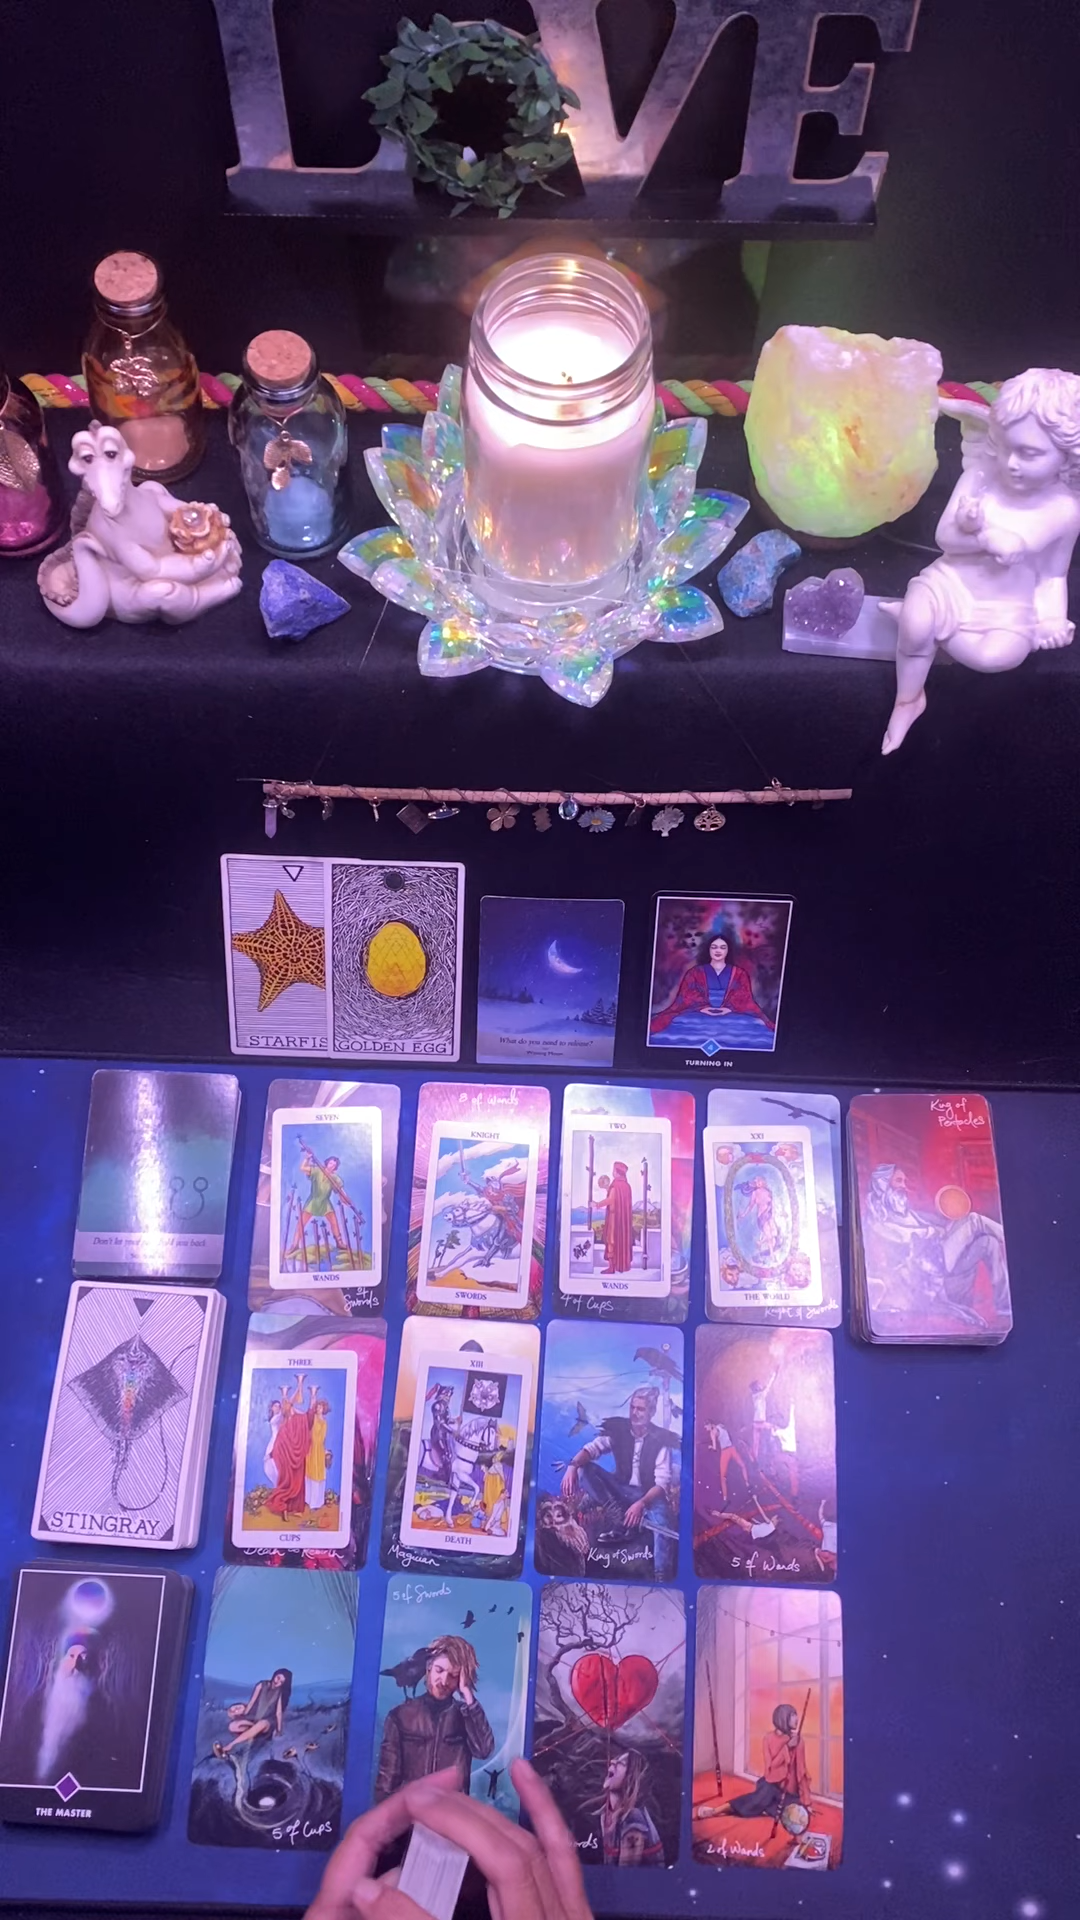 LOVE
STARFIS
GOLDEN EGG
What do you need to release?
TURNING IN
Don't let your
hold you back
SEVEN
WANDS
of
Swords
8 of Wands
KNIGHT
SWORDS
TWO
WANDS
4 of Cups
XXI
THE WORLD
Knight of Swords
King of
Pentacles
STINGRAY
THREE
CUPS
Death
Rebirth
XIII
DEATH
Magician
King of Swords
5 of Wands
THE MASTER
5 of Cups
5 of Swords
2 of Wands